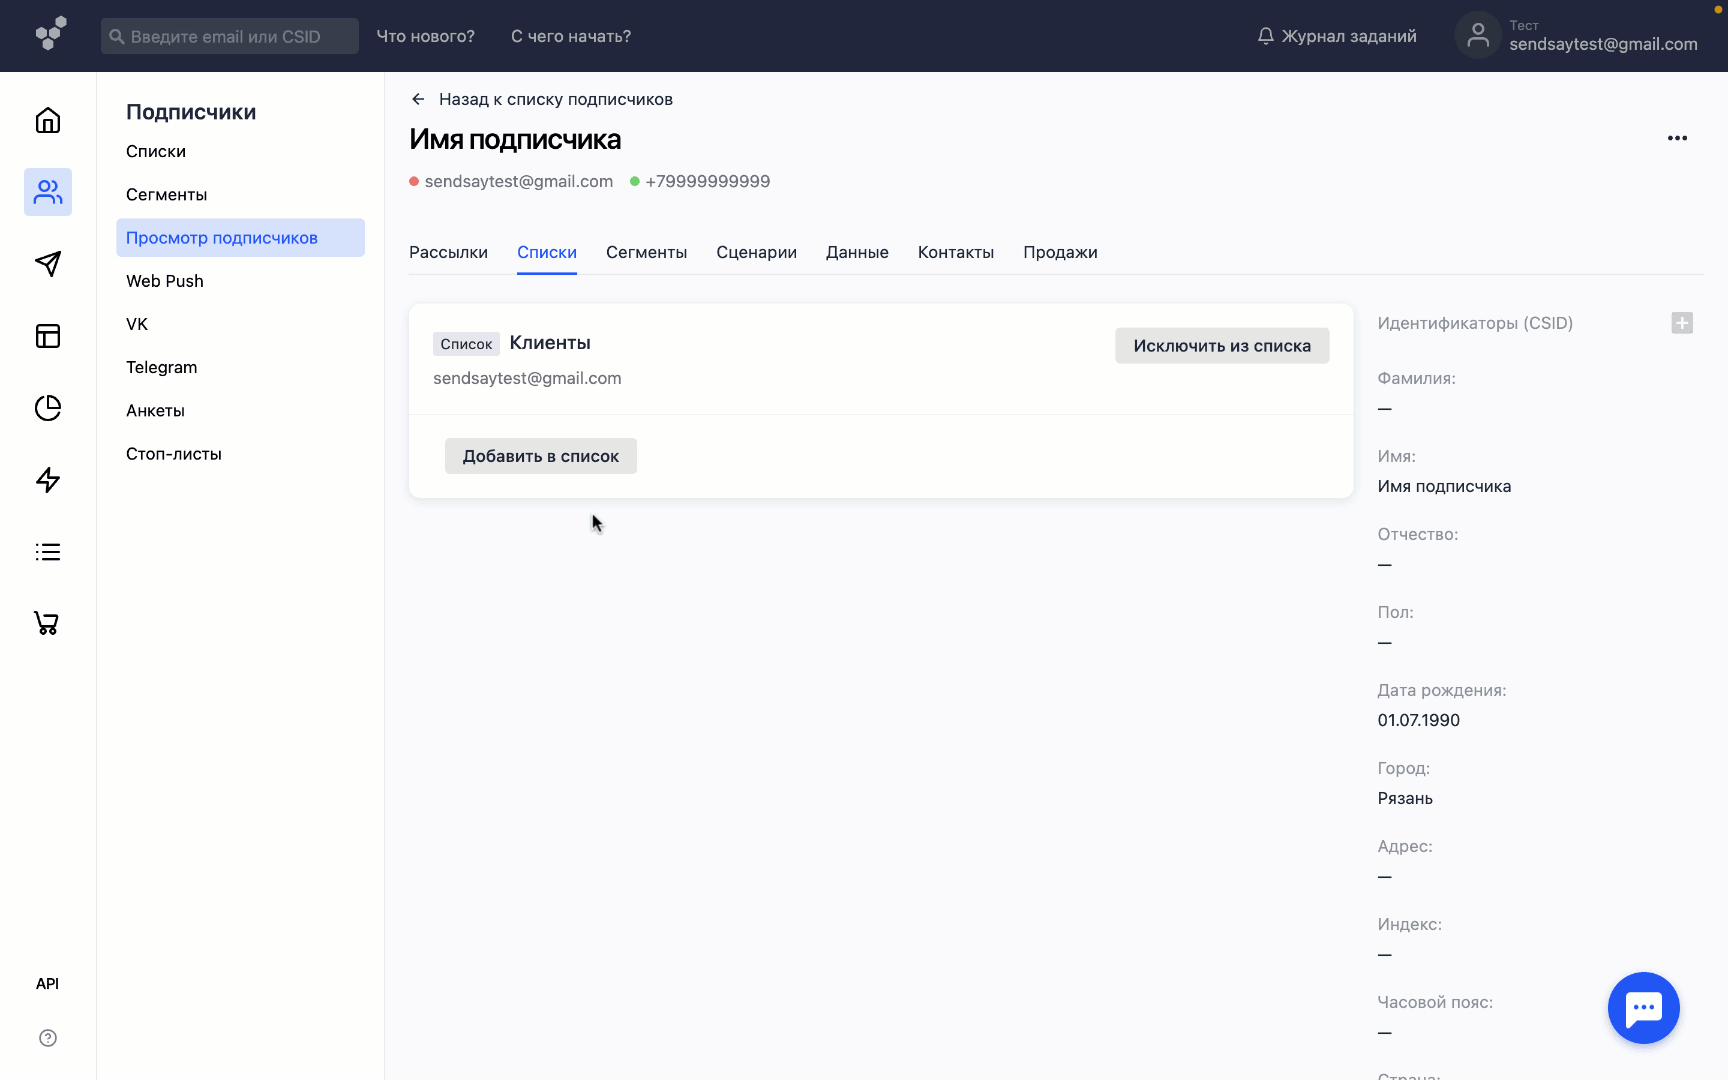 Введите email или CSID
Что нового?
С чего начать?
Журнал заданий
Тест
sendsaytest@gmail.com
Подписчики
Списки
Сегменты
Просмотр подписчиков
Web Push
VK
Telegram
Анкеты
Стоп-листы
API
Назад к списку подписчиков
Имя подписчика
sendsaytest@gmail.com
+79999999999
Рассылки
Списки
Сегменты
Сценарии
Данные
Контакты
Продажи
Список Клиенты
sendsaytest@gmail.com
Исключить из списка
Добавить в список
Идентификаторы (CSID)
Фамилия:
—
Имя:
Имя подписчика
Отчество:
—
Пол:
—
Дата рождения:
01.07.1990
Город:
Рязань
Адрес:
—
Индекс:
—
Часовой пояс:
—
Страна: